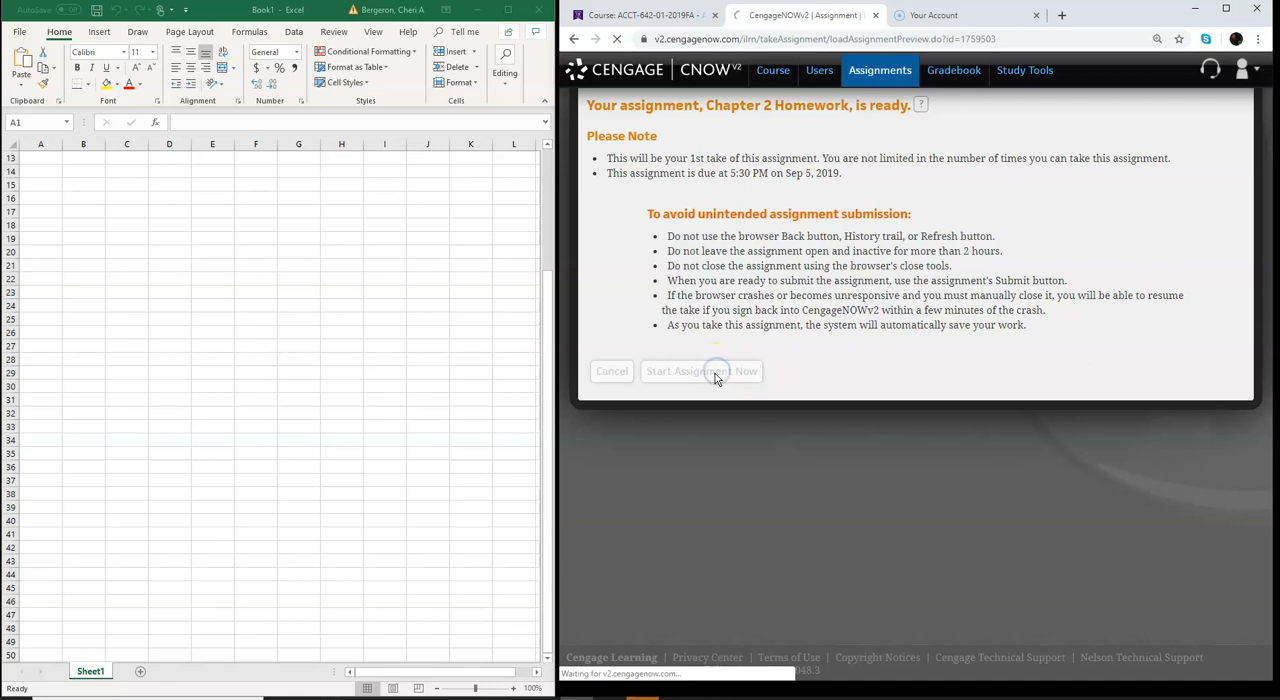 AutoSave Off Book1 - Excel Bergeron, Cheri A
File Home Insert Draw Page Layout Formulas Data Review View Help Tell me
Paste
Calibri 11
B I U
General
$ % ,
Conditional Formatting
Format as Table
Cell Styles
Insert
Delete
Format
Editing
Clipboard Font Alignment Number Styles Cells
A1 fx
A B C D E F G H I J K L
13
14
15
16
17
18
19
20
21
22
23
24
25
26
27
28
29
30
31
32
33
34
35
36
37
38
39
40
41
42
43
44
45
46
47
48
49
50
Sheet1
Ready 100%
Course: ACCT-642-01-2019FA - CengageNOWv2 | Assignment | Your Account
v2.cengagenow.com/ilrn/takeAssignment/loadAssignmentPreview.do?id=1759503
CENGAGE | CNOWv2 Course Users Assignments Gradebook Study Tools
Your assignment, Chapter 2 Homework, is ready. ?
Please Note
• This will be your 1st take of this assignment. You are not limited in the number of times you can take this assignment.
• This assignment is due at 5:30 PM on Sep 5, 2019.
To avoid unintended assignment submission:
• Do not use the browser Back button, History trail, or Refresh button.
• Do not leave the assignment open and inactive for more than 2 hours.
• Do not close the assignment using the browser's close tools.
• When you are ready to submit the assignment, use the assignment's Submit button.
• If the browser crashes or becomes unresponsive and you must manually close it, you will be able to resume
the take if you sign back into CengageNOWv2 within a few minutes of the crash.
• As you take this assignment, the system will automatically save your work.
Cancel Start Assignment Now
Cengage Learning | Privacy Center | Terms of Use | Copyright Notices | Cengage Technical Support | Nelson Technical Support
Waiting for v2.cengagenow.com... 048.3